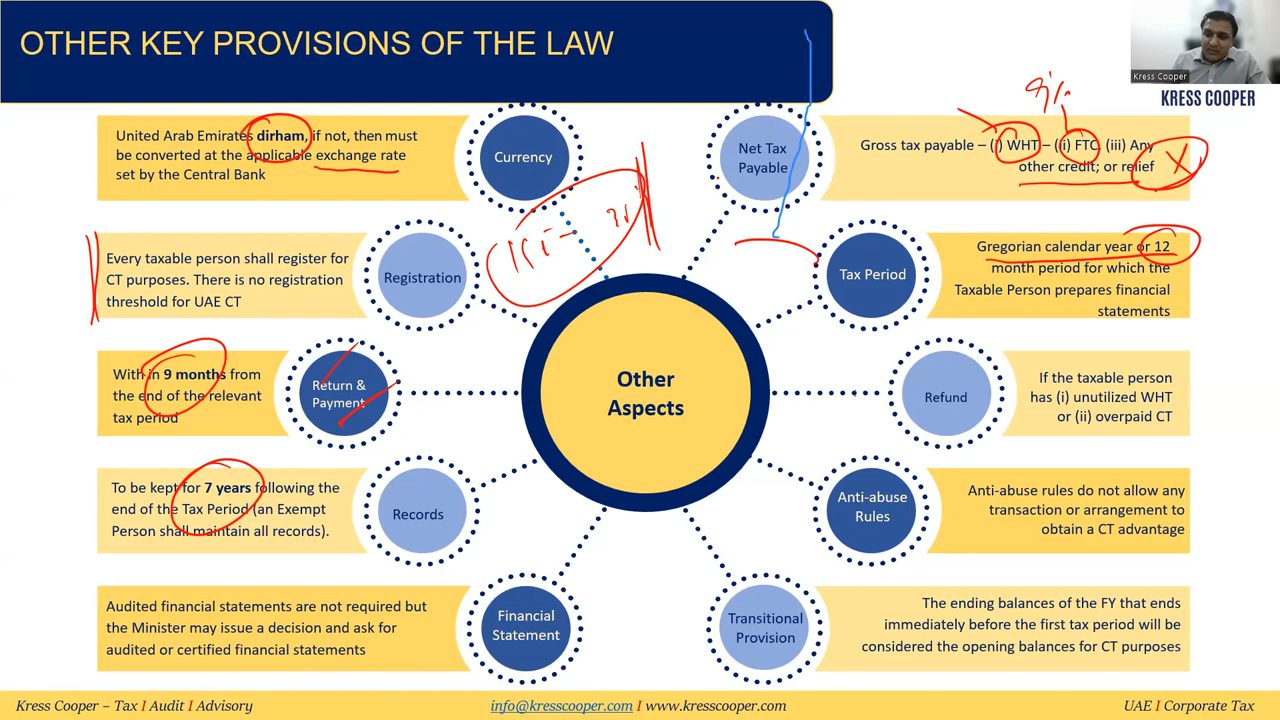 OTHER KEY PROVISIONS OF THE LAW
Kress Cooper
KRESS COOPER
United Arab Emirates dirham, if not, then must
be converted at the applicable exchange rate
set by the Central Bank
Currency
Net Tax
Payable
9%
Gross tax payable – (i) WHT – (ii) FTC, (iii) Any
other credit; or relief
X
Every taxable person shall register for
CT purposes. There is no registration
threshold for UAE CT
Registration
Tax Period
Gregorian calendar year or 12
month period for which the
Taxable Person prepares financial
statements
With in 9 months from
the end of the relevant
tax period
Return &
Payment
Other
Aspects
Refund
If the taxable person
has (i) unutilized WHT
or (ii) overpaid CT
To be kept for 7 years following the
end of the Tax Period (an Exempt
Person shall maintain all records).
Records
Anti-abuse
Rules
Anti-abuse rules do not allow any
transaction or arrangement to
obtain a CT advantage
Audited financial statements are not required but
the Minister may issue a decision and ask for
audited or certified financial statements
Financial
Statement
Transitional
Provision
The ending balances of the FY that ends
immediately before the first tax period will be
considered the opening balances for CT purposes
Kress Cooper – Tax I Audit I Advisory
info@kresscooper.com I www.kresscooper.com
UAE I Corporate Tax